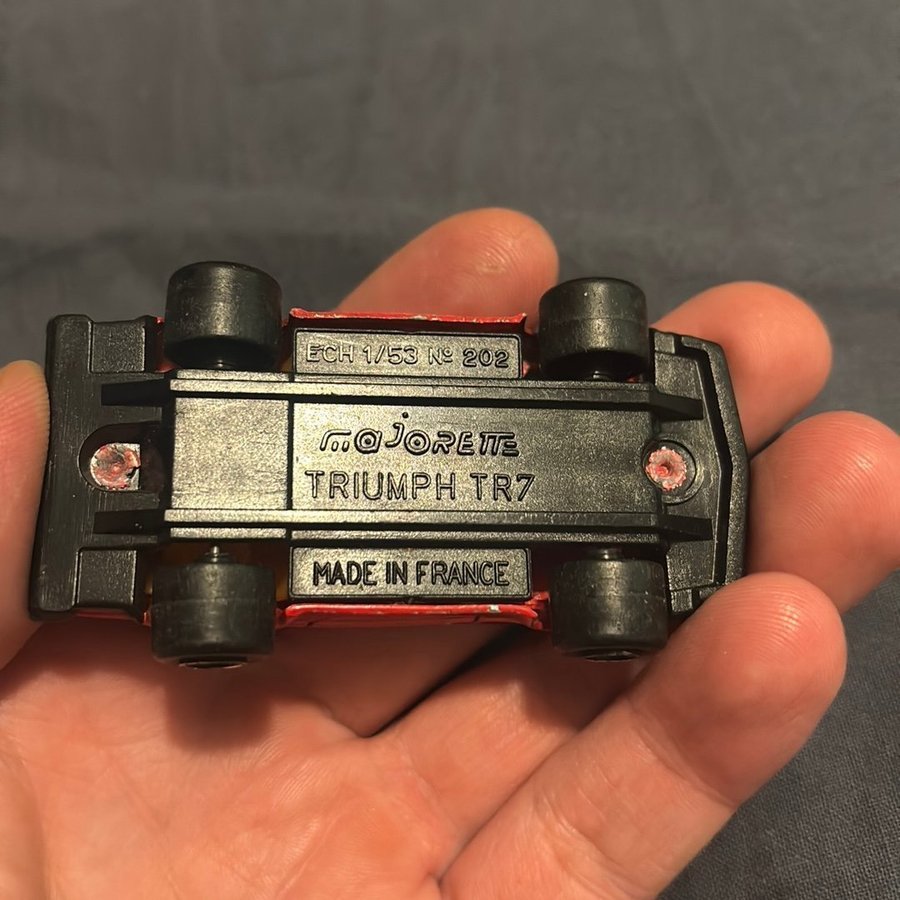 ECH 1/53 Nº 202
majorette
TRIUMPH TR7
MADE IN FRANCE